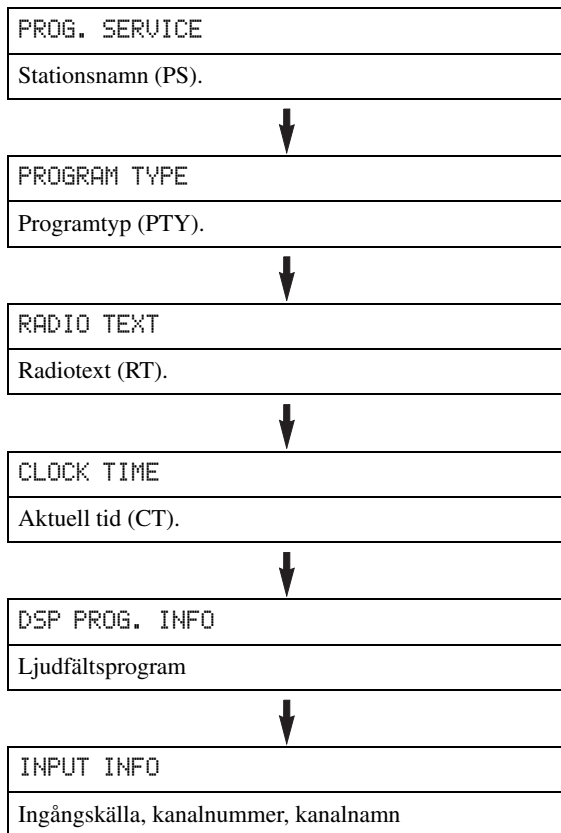 PROG. SERVICE
Stationsnamn (PS).
PROGRAM TYPE
Programtyp (PTY).
RADIO TEXT
Radiotext (RT).
CLOCK TIME
Aktuell tid (CT).
DSP PROG. INFO
Ljudfältsprogram
INPUT INFO
Ingångskälla, kanalnummer, kanalnamn